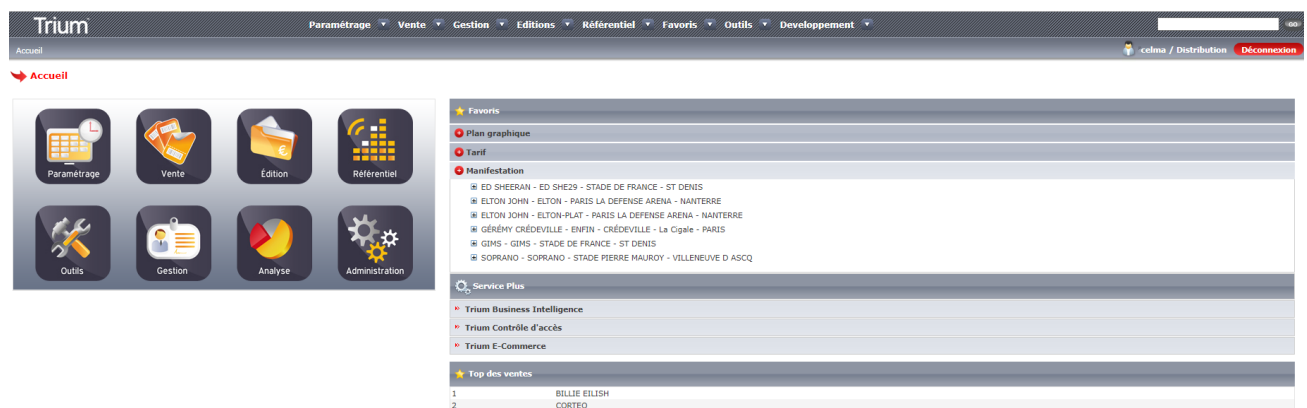 Trium
Paramétrage Vente Gestion Editions Référentiel Favoris Outils Developpement
GO
Accueil
celma / Distribution Déconnexion
Accueil
Paramétrage Vente Édition Référentiel
Outils Gestion Analyse Administration
Favoris
Plan graphique
Tarif
Manifestation
ED SHEERAN - ED SHE29 - STADE DE FRANCE - ST DENIS
ELTON JOHN - ELTON - PARIS LA DEFENSE ARENA - NANTERRE
ELTON JOHN - ELTON-PLAT - PARIS LA DEFENSE ARENA - NANTERRE
GÉRÉMY CRÉDEVILLE - ENFIN - CRÉDEVILLE - La Cigale - PARIS
GIMS - GIMS - STADE DE FRANCE - ST DENIS
SOPRANO - SOPRANO - STADE PIERRE MAUROY - VILLENEUVE D ASCQ
Service Plus
Trium Business Intelligence
Trium Contrôle d'accès
Trium E-Commerce
Top des ventes
1 BILLIE EILISH
2 CORTEO